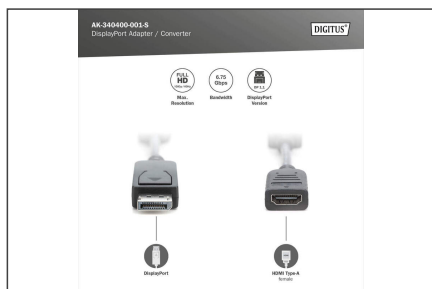 AK-340400-001-S
DisplayPort Adapter / Converter
DIGITUS®
FULL
HD
6.75
Gbps
DP 1.1
Max.
Resolution
Bandwidth
DisplayPort
Version
DisplayPort
HDMI Type-A
female